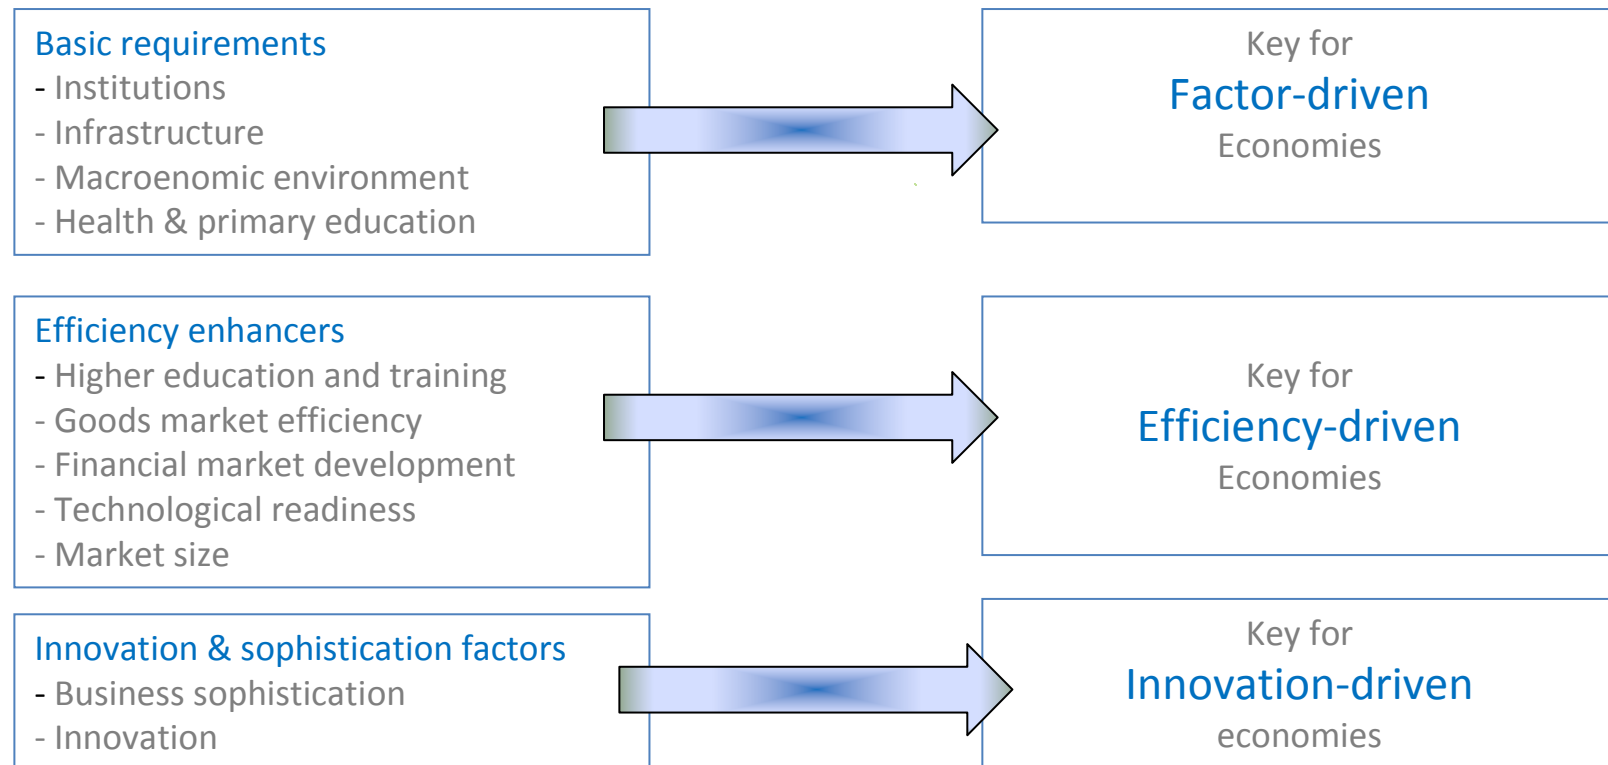 Basic requirements
- Institutions
- Infrastructure
- Macroenomic environment
- Health & primary education
Key for
Factor-driven
Economies
Efficiency enhancers
- Higher education and training
- Goods market efficiency
- Financial market development
- Technological readiness
- Market size
Key for
Efficiency-driven
Economies
Innovation & sophistication factors
- Business sophistication
- Innovation
Key for
Innovation-driven
economies